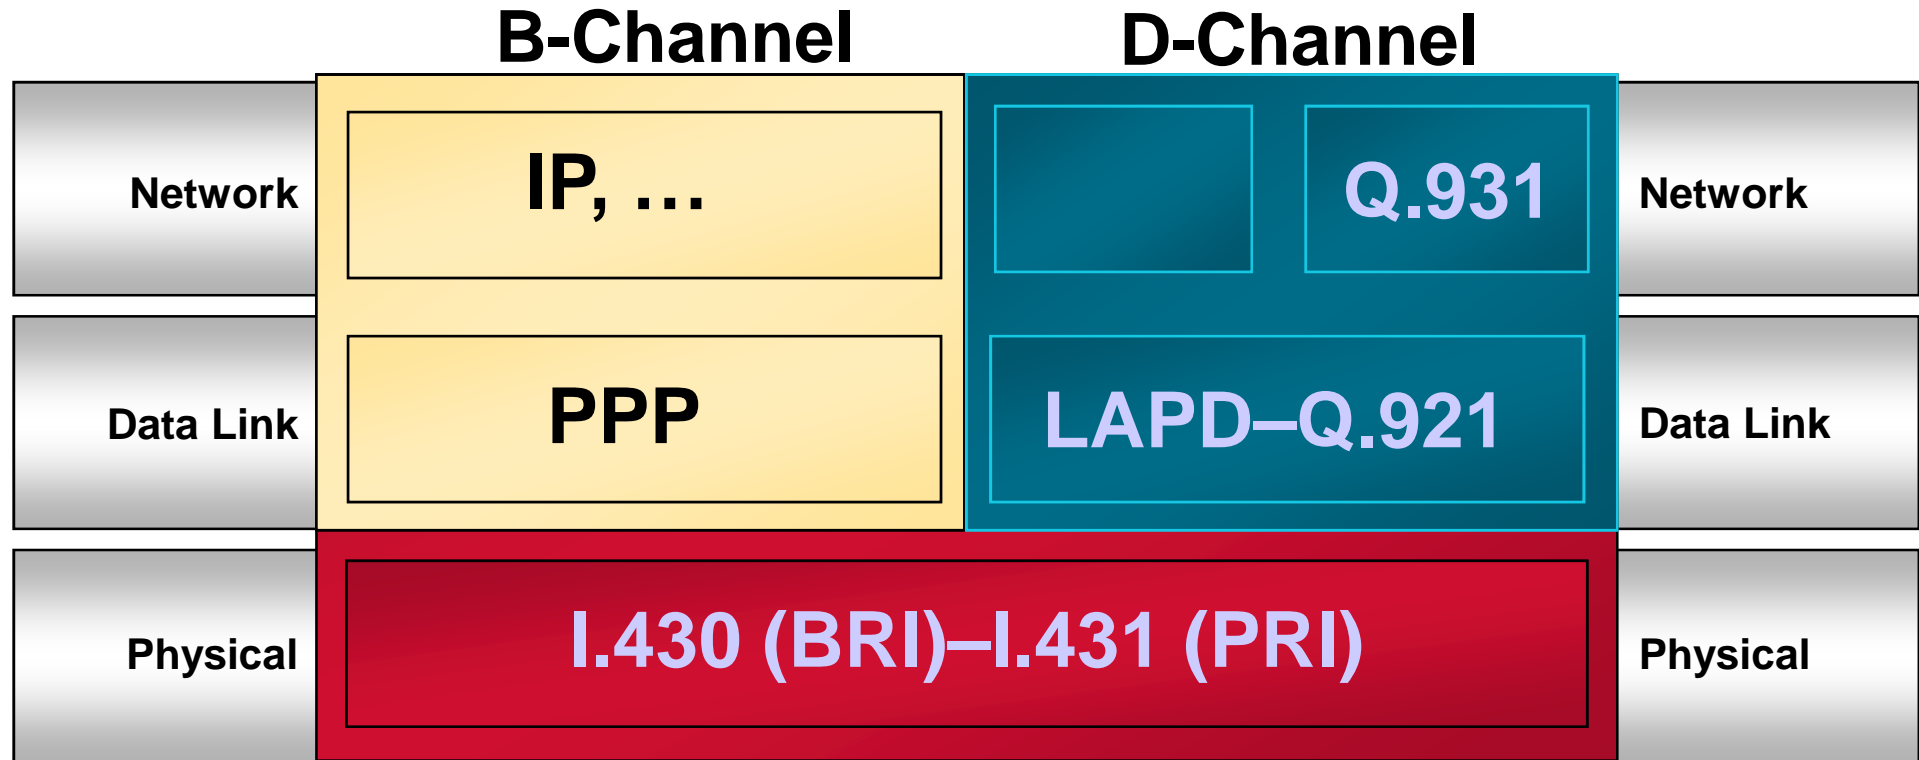 B-Channel
D-Channel
Network
IP, …
Q.931
Network
Data Link
PPP
LAPD–Q.921
Data Link
Physical
I.430 (BRI)–I.431 (PRI)
Physical